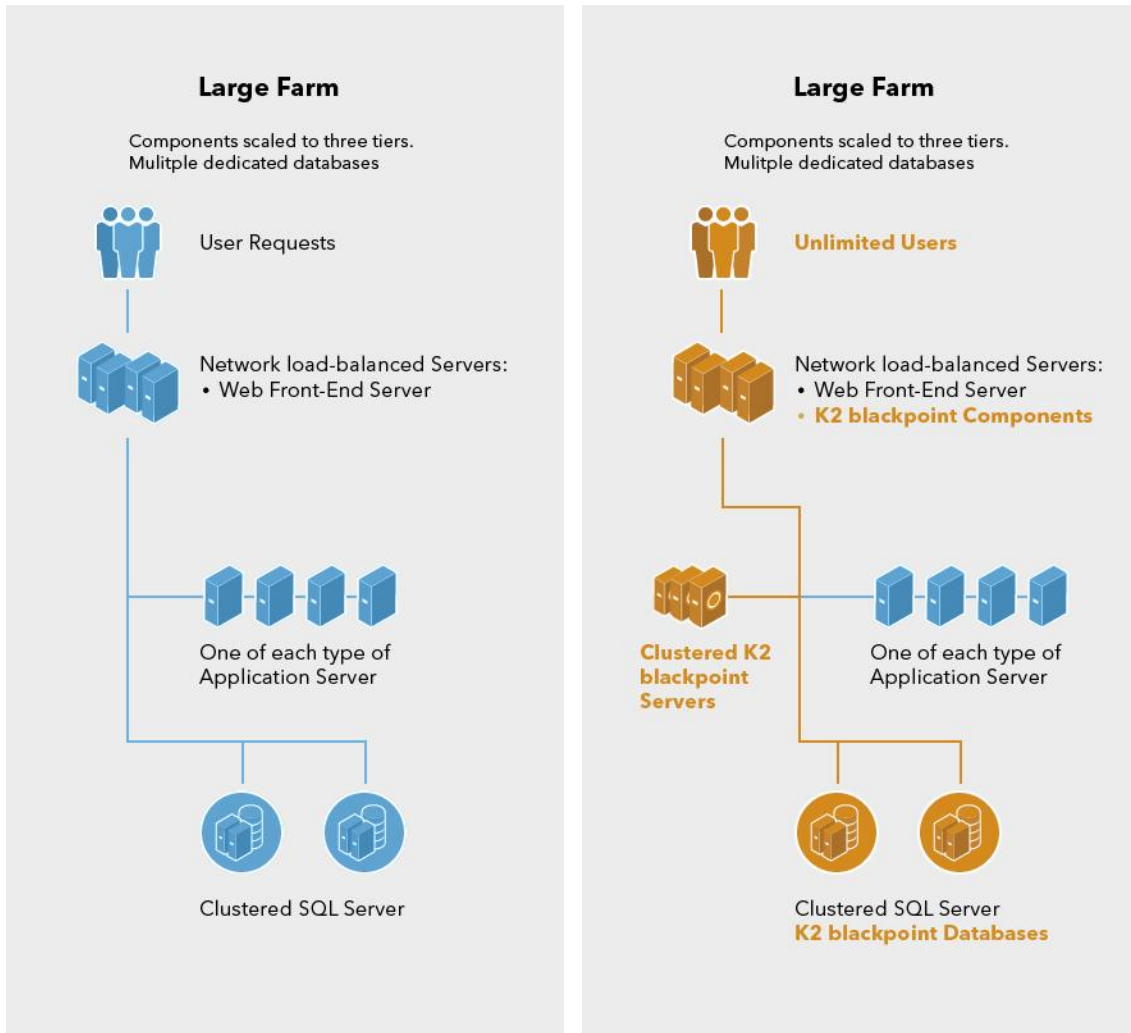 Large Farm
Components scaled to three tiers.
Mulitple dedicated databases
User Requests
Network load-balanced Servers:
• Web Front-End Server
One of each type of
Application Server
Clustered SQL Server
Large Farm
Components scaled to three tiers.
Mulitple dedicated databases
Unlimited Users
Network load-balanced Servers:
• Web Front-End Server
• K2 blackpoint Components
Clustered K2
blackpoint
Servers
One of each type of
Application Server
Clustered SQL Server
K2 blackpoint Databases